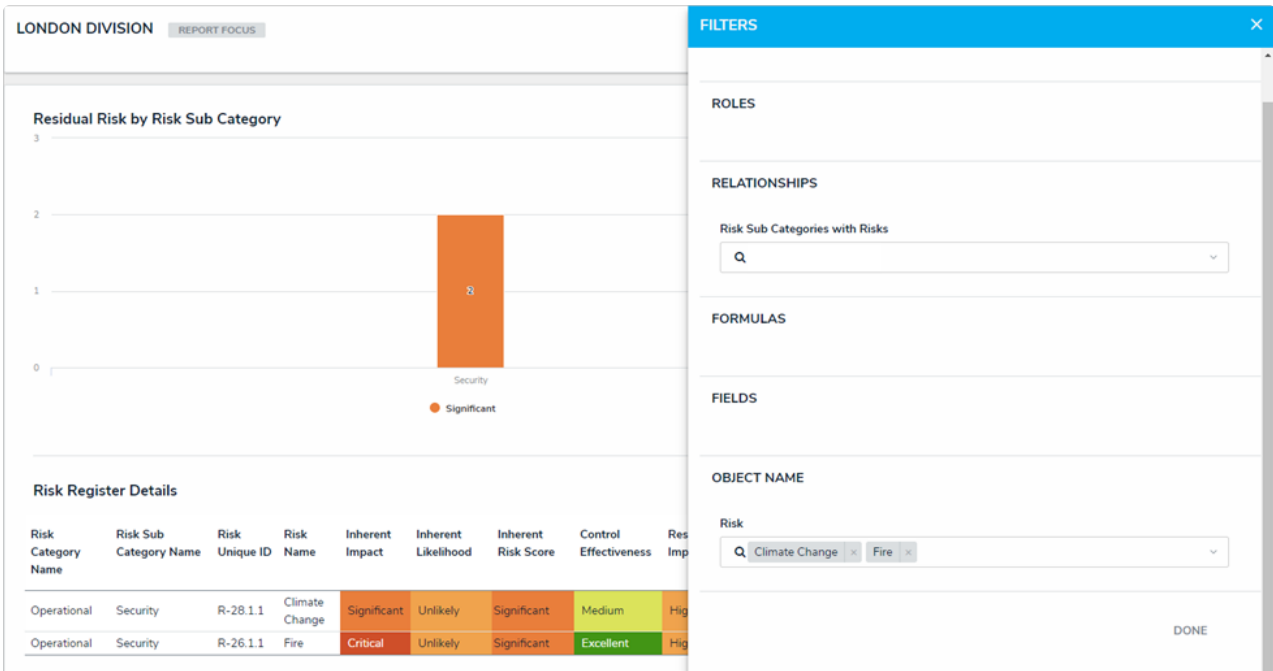 LONDON DIVISION REPORT FOCUS
Residual Risk by Risk Sub Category
3
2
1
0
2
Security
Significant
Risk Register Details
Risk Category Name Risk Sub Category Name Risk Unique ID Risk Name Inherent Impact Inherent Likelihood Inherent Risk Score Control Effectiveness Res Imp
Operational Security R-28.1.1 Climate Change Significant Unlikely Significant Medium Hig
Operational Security R-26.1.1 Fire Critical Unlikely Significant Excellent Hig
FILTERS ×
ROLES
RELATIONSHIPS
Risk Sub Categories with Risks
FORMULAS
FIELDS
OBJECT NAME
Risk
Climate Change × Fire ×
DONE